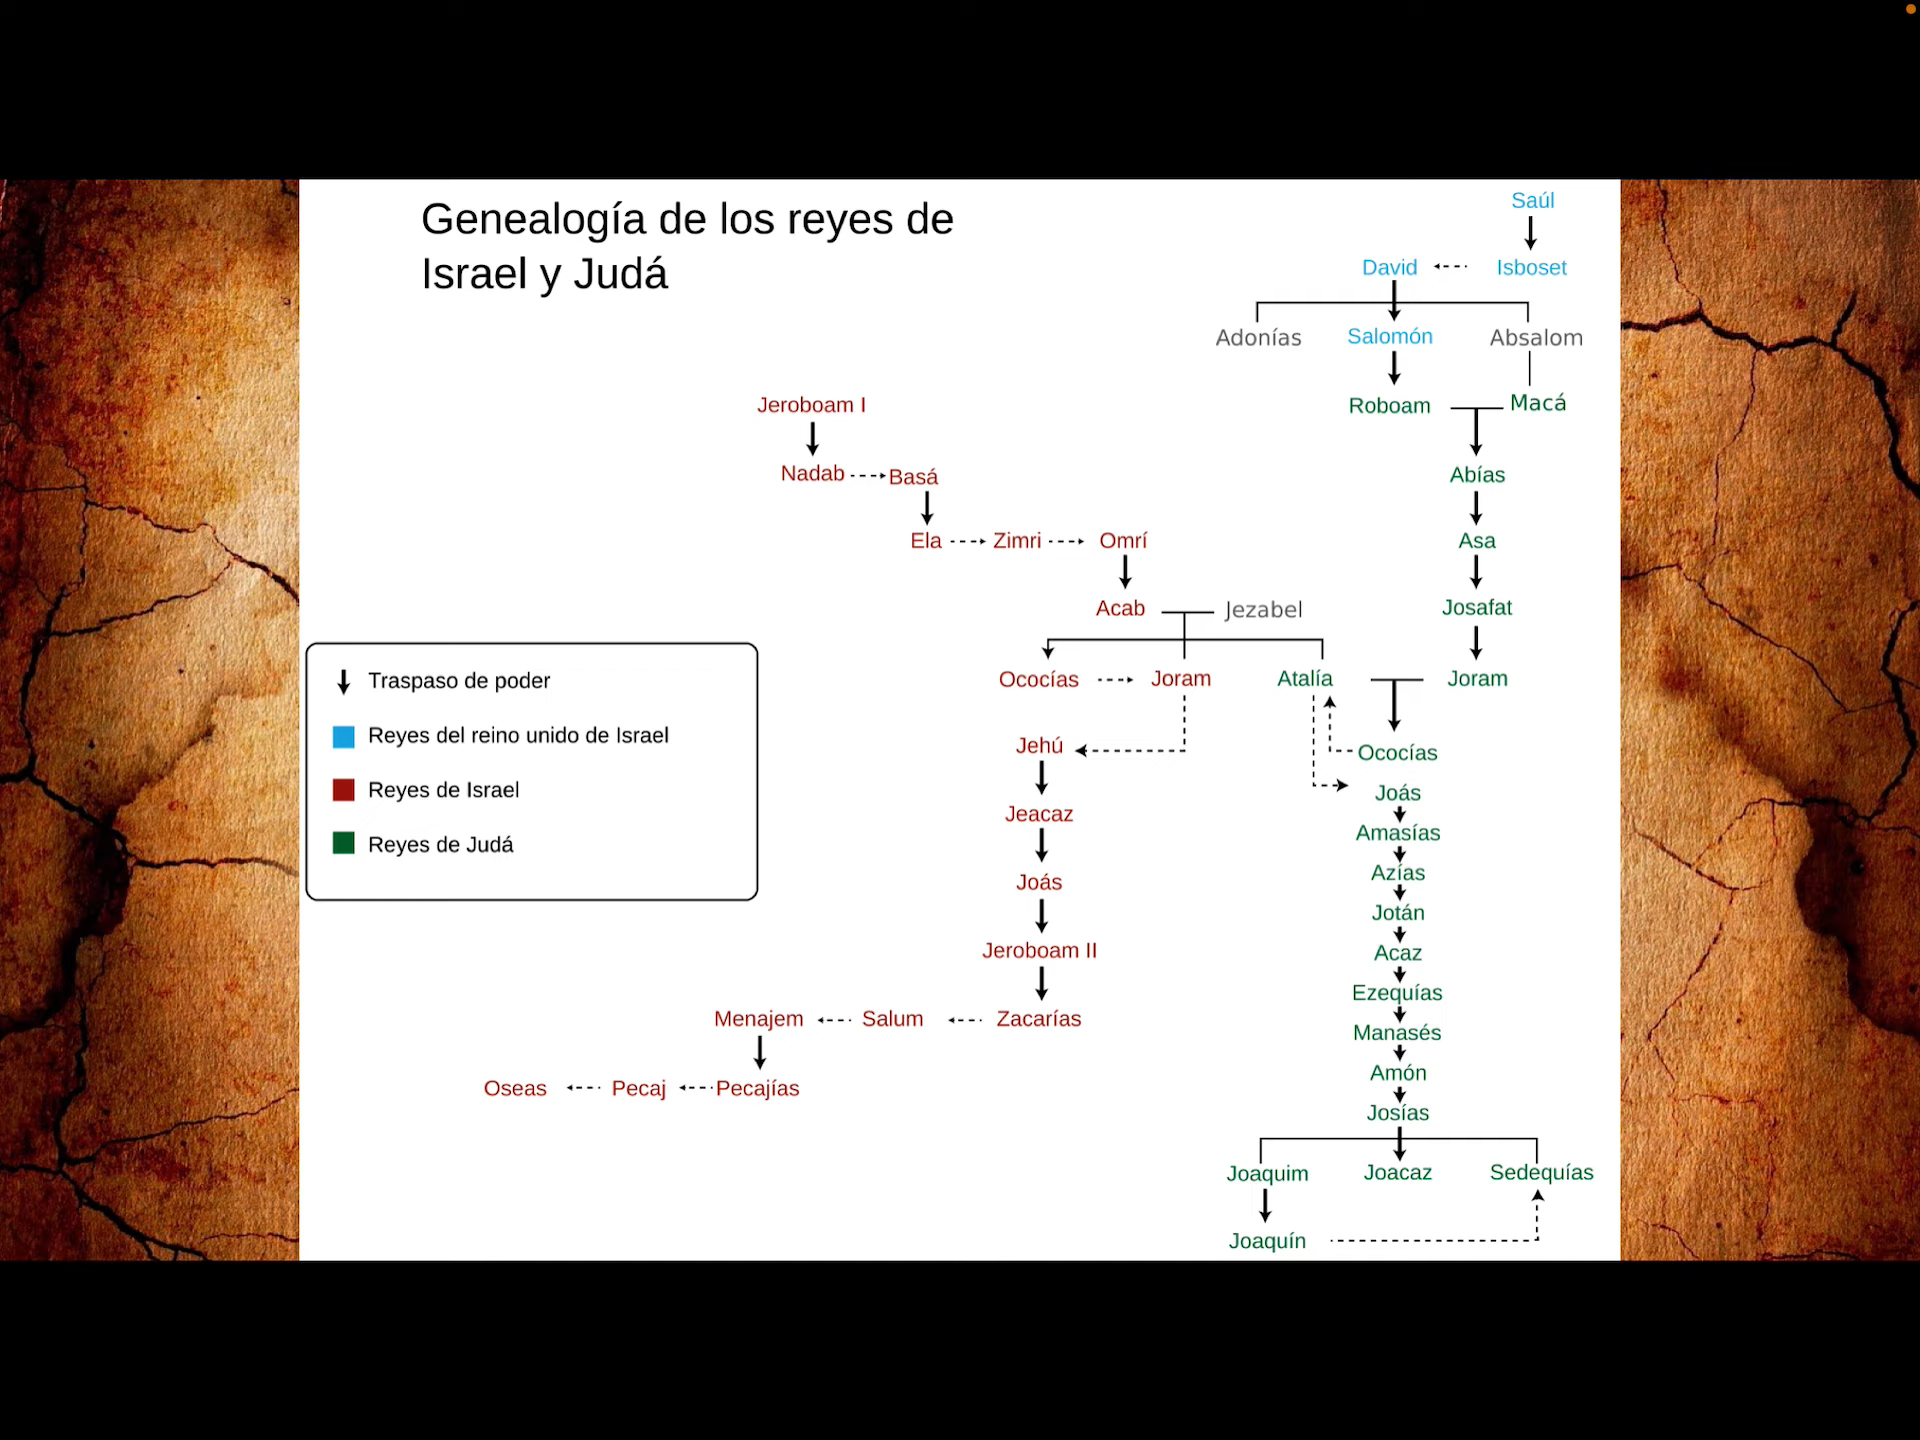 Genealogía de los reyes de
Israel y Judá
Saúl
David
Isboset
Adonías
Salomón
Absalom
Jeroboam I
Roboam
Macá
Nadab
Basá
Abías
Ela
Zimri
Omrí
Asa
Acab
Jezabel
Josafat
Ococías
Joram
Atalía
Joram
Traspaso de poder
Reyes del reino unido de Israel
Reyes de Israel
Reyes de Judá
Jehú
Ococías
Jeacaz
Joás
Joás
Amasías
Azías
Jeroboam II
Jotán
Acaz
Ezequías
Menajem
Salum
Zacarías
Manasés
Oseas
Pecaj
Pecajías
Amón
Josías
Joaquim
Joacaz
Sedequías
Joaquín